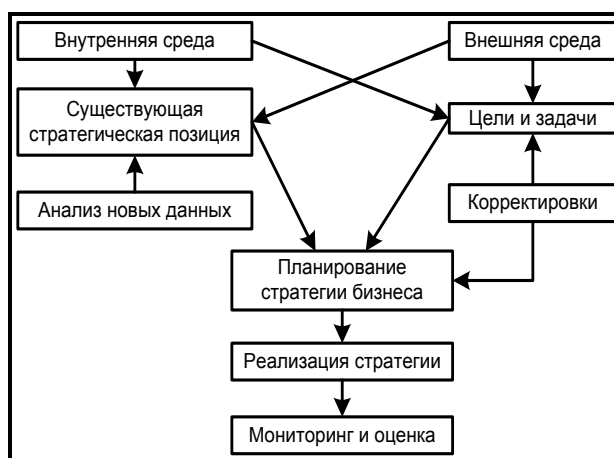 Внутренняя среда
Внешняя среда
Существующая
стратегическая позиция
Цели и задачи
Анализ новых данных
Корректировки
Планирование
стратегии бизнеса
Реализация стратегии
Мониторинг и оценка